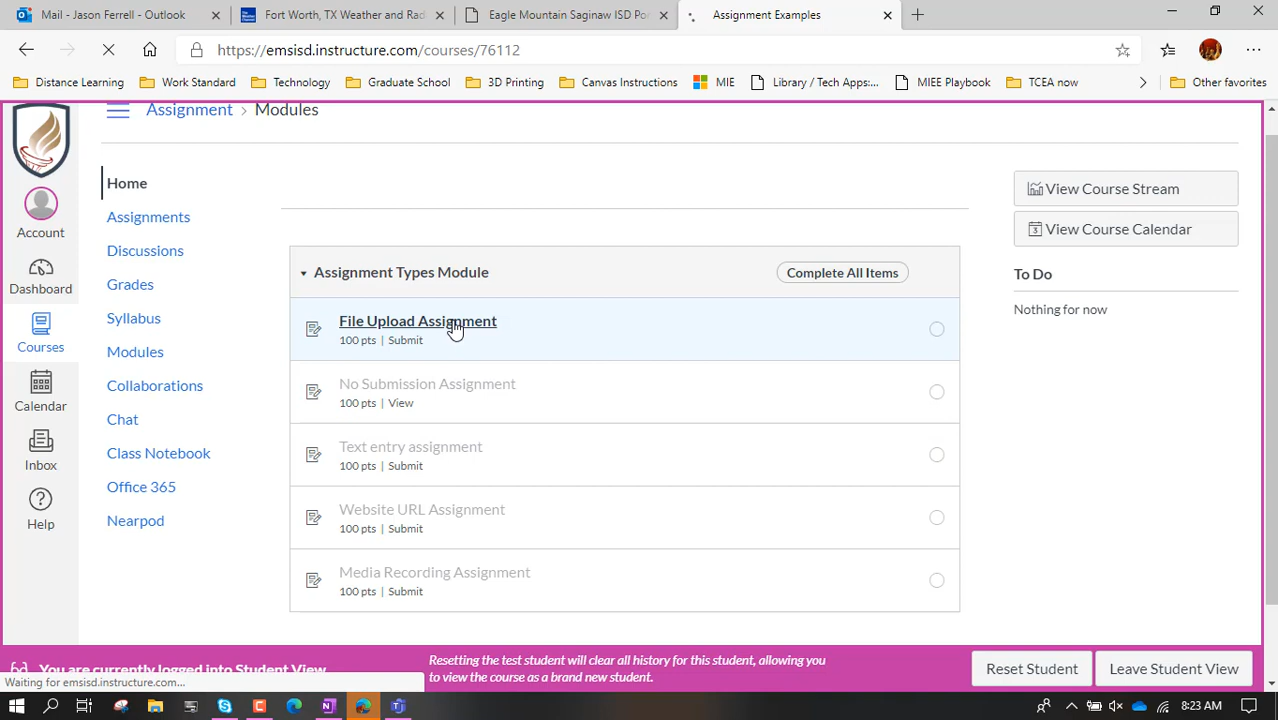 Mail - Jason Ferrell - Outlook
Fort Worth, TX Weather and Rad
Eagle Mountain Saginaw ISD Po
Assignment Examples
https://emsisd.instructure.com/courses/76112
Distance Learning
Work Standard
Technology
Graduate School
3D Printing
Canvas Instructions
MIE
Library / Tech Apps:...
MIEE Playbook
TCEA now
Other favorites
Assignment > Modules
Account
Dashboard
Courses
Calendar
Inbox
Help
Home
Assignments
Discussions
Grades
Syllabus
Modules
Collaborations
Chat
Class Notebook
Office 365
Nearpod
Assignment Types Module
Complete All Items
File Upload Assignment
100 pts | Submit
No Submission Assignment
100 pts | View
Text entry assignment
100 pts | Submit
Website URL Assignment
100 pts | Submit
Media Recording Assignment
100 pts | Submit
View Course Stream
View Course Calendar
To Do
Nothing for now
You are currently logged into Student View
Resetting the test student will clear all history for this student, allowing you
to view the course as a brand new student.
Reset Student
Leave Student View
Waiting for emsisd.instructure.com...
8:23 AM